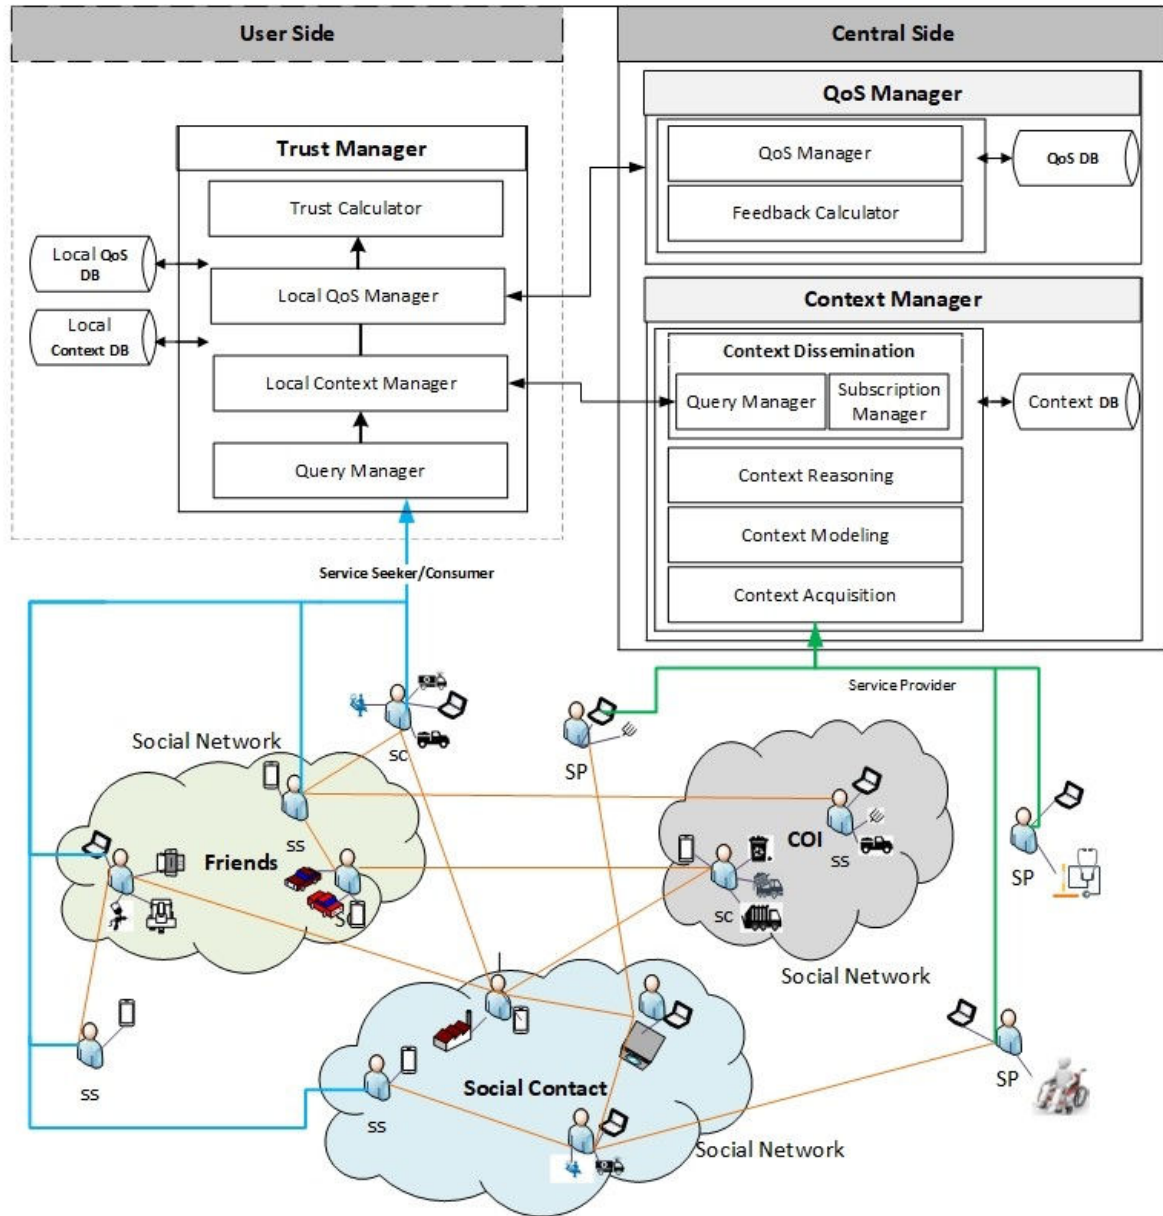 User Side
Trust Manager
Trust Calculator
Local QoS
DB
Local QoS Manager
Local
Context DB
Local Context Manager
Query Manager
Central Side
QoS Manager
QoS Manager
QoS DB
Feedback Calculator
Context Manager
Context Dissemination
Query Manager
Subscription
Manager
Context DB
Context Reasoning
Context Modeling
Context Acquisition
Service Seeker/Consumer
Service Provider
Social Network
sc
SP
Friends
ss
COI
ss
sc
SP
Social Network
ss
Social Contact
ss
SP
Social Network